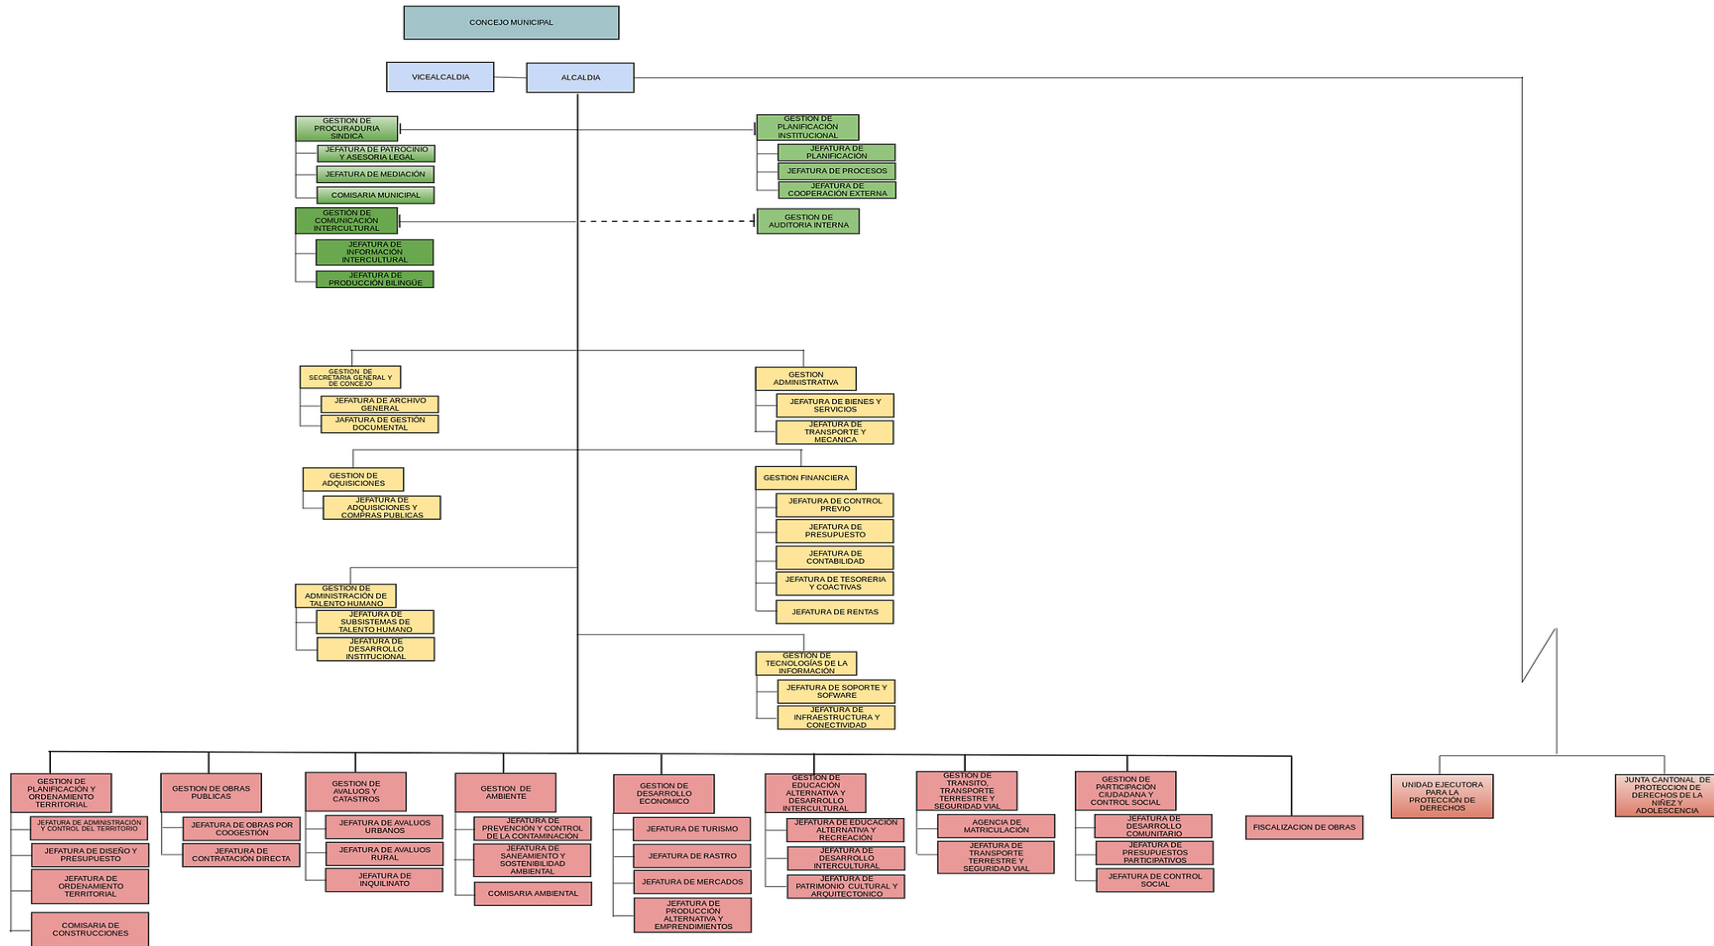 CONCEJO MUNICIPAL
VICEALCALDIA
ALCALDIA
GESTION DE
PROCURADURIA
SINDICA
JEFATURA DE PATROCINIO
Y ASESORIA LEGAL
JEFATURA DE MEDIACIÓN
COMISARIA MUNICIPAL
GESTIÓN DE
COMUNICACIÓN
INTERCULTURAL
JEFATURA DE
INFORMACIÓN
INTERCULTURAL
JEFATURA DE
PRODUCCIÓN BILINGÜE
GESTION DE
PLANIFICACIÓN
INSTITUCIONAL
JEFATURA DE
PLANIFICACIÓN
JEFATURA DE PROCESOS
JEFATURA DE
COOPERACIÓN EXTERNA
GESTION DE
AUDITORIA INTERNA
GESTION DE
SECRETARIA GENERAL Y
DE CONCEJO
JEFATURA DE ARCHIVO
GENERAL
JAFATURA DE GESTIÓN
DOCUMENTAL
GESTION
ADMINISTRATIVA
JEFATURA DE BIENES Y
SERVICIOS
JEFATURA DE
TRANSPORTE Y
MECANICA
GESTION DE
ADQUISICIONES
JEFATURA DE
ADQUISICIONES Y
COMPRAS PUBLICAS
GESTION FINANCIERA
JEFATURA DE CONTROL
PREVIO
JEFATURA DE
PRESUPUESTO
JEFATURA DE
CONTABILIDAD
JEFATURA DE TESORERIA
Y COACTIVAS
JEFATURA DE RENTAS
GESTION DE
ADMINISTRACIÓN DE
TALENTO HUMANO
JEFATURA DE
SUBSISTEMAS DE
TALENTO HUMANO
JEFATURA DE
DESARROLLO
INSTITUCIONAL
GESTION DE
TECNOLOGÍAS DE LA
INFORMACIÓN
JEFATURA DE SOPORTE Y
SOFWARE
JEFATURA DE
INFRAESTRUCTURA Y
CONECTIVIDAD
GESTION DE
PLANIFICACIÓN Y
ORDENAMIENTO
TERRITORIAL
JEFATURA DE ADMINISTRACIÓN
Y CONTROL DEL TERRITORIO
JEFATURA DE DISEÑO Y
PRESUPUESTO
JEFATURA DE
ORDENAMIENTO
TERRITORIAL
COMISARIA DE
CONSTRUCCIONES
GESTION DE OBRAS
PUBLICAS
JEFATURA DE OBRAS POR
COOGESTIÓN
JEFATURA DE
CONTRATACIÓN DIRECTA
GESTION DE
AVALUOS Y
CATASTROS
JEFATURA DE AVALUOS
URBANOS
JEFATURA DE AVALUOS
RURAL
JEFATURA DE
INQUILINATO
GESTION DE
AMBIENTE
JEFATURA DE
PREVENCIÓN Y CONTROL
DE LA CONTAMINACIÓN
JEFATURA DE
SANEAMIENTO Y
SOSTENIBILIDAD
AMBIENTAL
COMISARIA AMBIENTAL
GESTION DE
DESARROLLO
ECONOMICO
JEFATURA DE TURISMO
JEFATURA DE RASTRO
JEFATURA DE MERCADOS
JEFATURA DE
PRODUCCIÓN
ALTERNATIVA Y
EMPRENDIMIENTOS
GESTION DE
EDUCACIÓN
ALTERNATIVA Y
DESARROLLO
INTERCULTURAL
JEFATURA DE EDUCACIÓN
ALTERNATIVA Y
RECREACIÓN
JEFATURA DE
DESARROLLO
INTERCULTURAL
JEFATURA DE
PATRIMONIO CULTURAL Y
ARQUITECTONICO
GESTION DE
TRANSITO,
TRANSPORTE
TERRESTRE Y
SEGURIDAD VIAL
AGENCIA DE
MATRICULACIÓN
JEFATURA DE
TRANSPORTE
TERRESTRE Y
SEGURIDAD VIAL
GESTION DE
PARTICIPACIÓN
CIUDADANA Y
CONTROL SOCIAL
JEFATURA DE
DESARROLLO
COMUNITARIO
JEFATURA DE
PRESUPUESTOS
PARTICIPATIVOS
JEFATURA DE CONTROL
SOCIAL
FISCALIZACION DE OBRAS
UNIDAD EJECUTORA
PARA LA
PROTECCIÓN DE
DERECHOS
JUNTA CANTONAL DE
PROTECCION DE
DERECHOS DE LA
NIÑEZ Y
ADOLESCENCIA